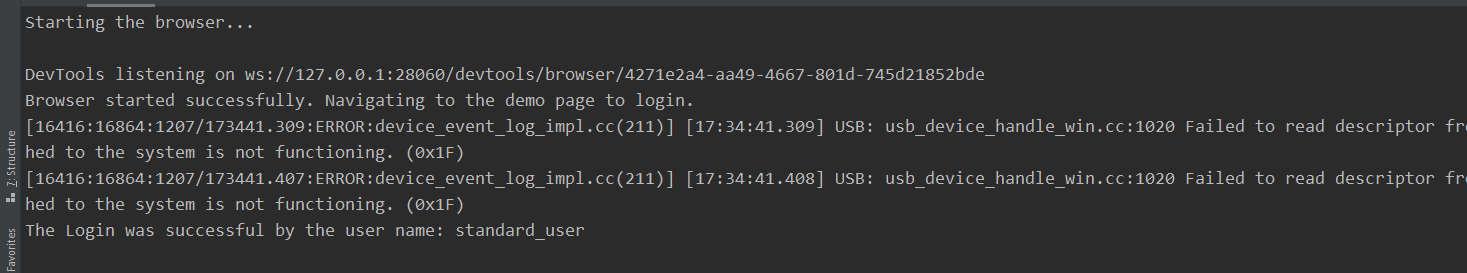 Starting the browser...
DevTools listening on ws://127.0.0.1:28060/devtools/browser/4271e2a4-aa49-4667-801d-745d21852bde
Browser started successfully. Navigating to the demo page to login.
[16416:16864:1207/173441.309:ERROR:device_event_log_impl.cc(211)] [17:34:41.309] USB: usb_device_handle_win.cc:1020 Failed to read descriptor fro
hed to the system is not functioning. (0x1F)
[16416:16864:1207/173441.407:ERROR:device_event_log_impl.cc(211)] [17:34:41.408] USB: usb_device_handle_win.cc:1020 Failed to read descriptor fro
hed to the system is not functioning. (0x1F)
The Login was successful by the user name: standard_user
7: Structure
Favorites